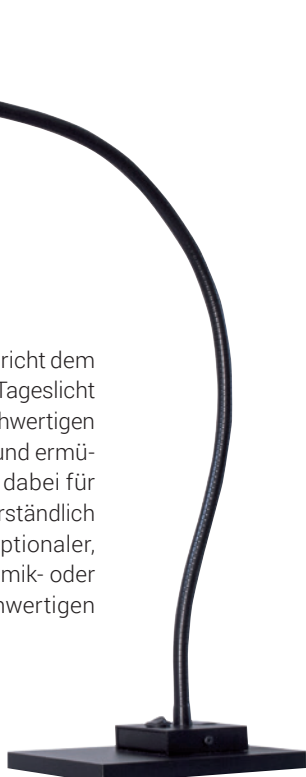 richt dem
Tageslicht
hwertigen
und ermü-
dabei für
rständlich
ptionaler,
mik- oder
hwertigen